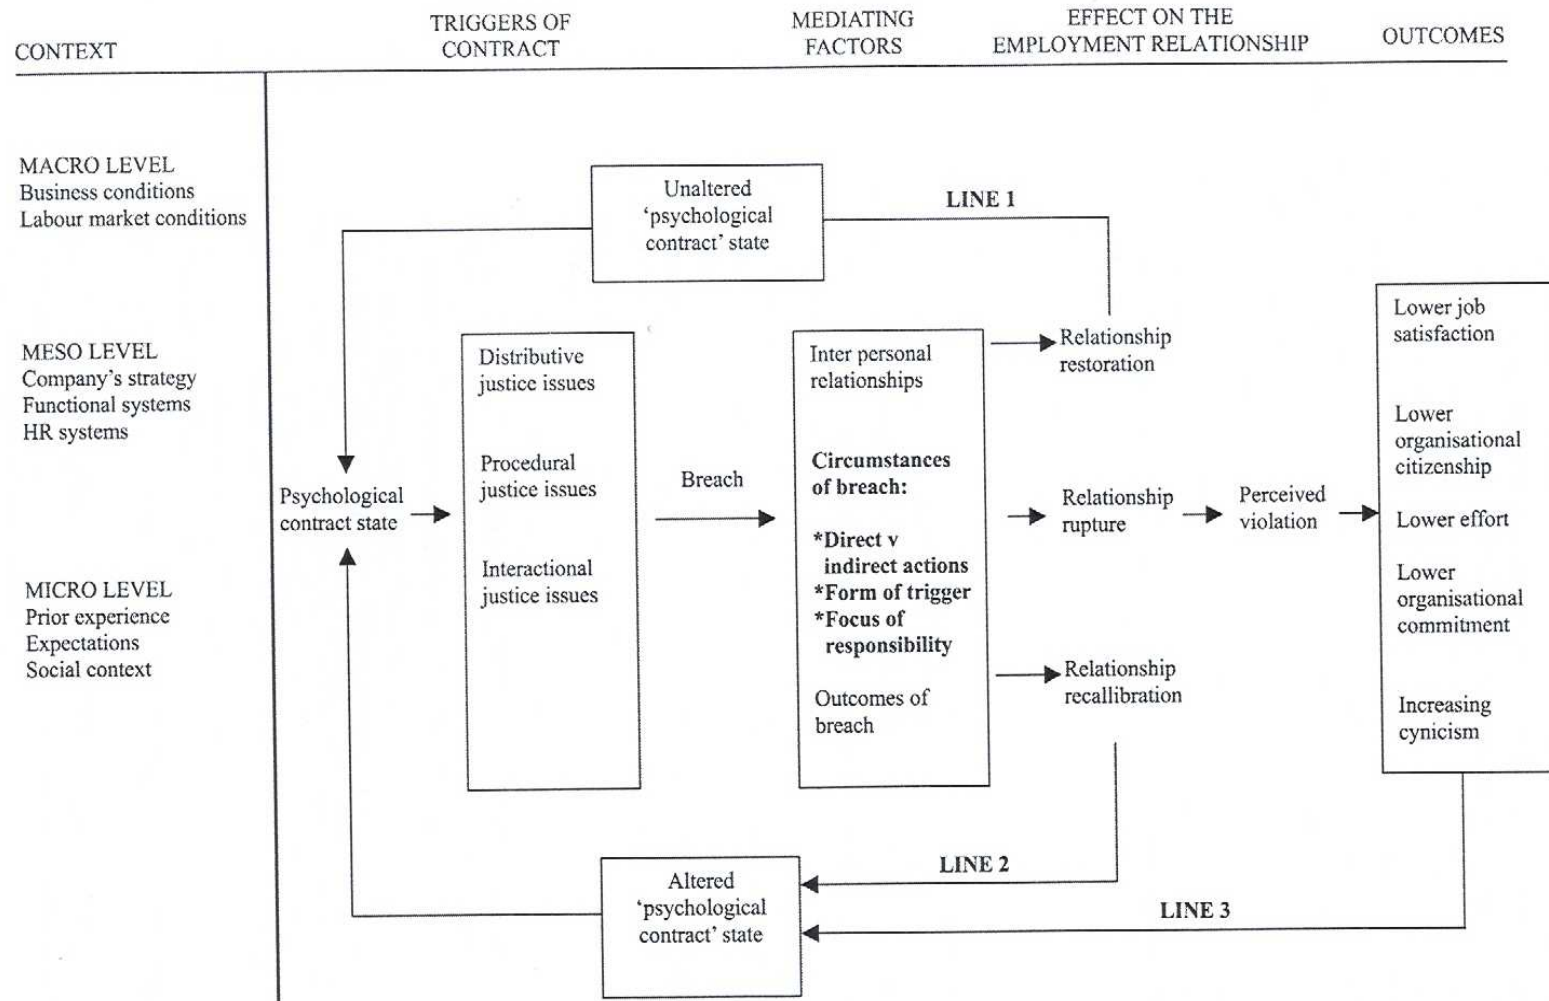 CONTEXT
TRIGGERS OF
CONTRACT
MEDIATING
FACTORS
EFFECT ON THE
EMPLOYMENT RELATIONSHIP
OUTCOMES
MACRO LEVEL
Business conditions
Labour market conditions
MESO LEVEL
Company's strategy
Functional systems
HR systems
MICRO LEVEL
Prior experience
Expectations
Social context
Unaltered
'psychological
contract' state
LINE 1
Psychological
contract state
Distributive
justice issues
Procedural
justice issues
Interactional
justice issues
Breach
Inter personal
relationships
Circumstances
of breach:
*Direct v
indirect actions
*Form of trigger
*Focus of
responsibility
Outcomes of
breach
Relationship
restoration
Relationship
rupture
Relationship
recallibration
Perceived
violation
Lower job
satisfaction
Lower
organisational
citizenship
Lower effort
Lower
organisational
commitment
Increasing
cynicism
LINE 2
Altered
'psychological
contract' state
LINE 3